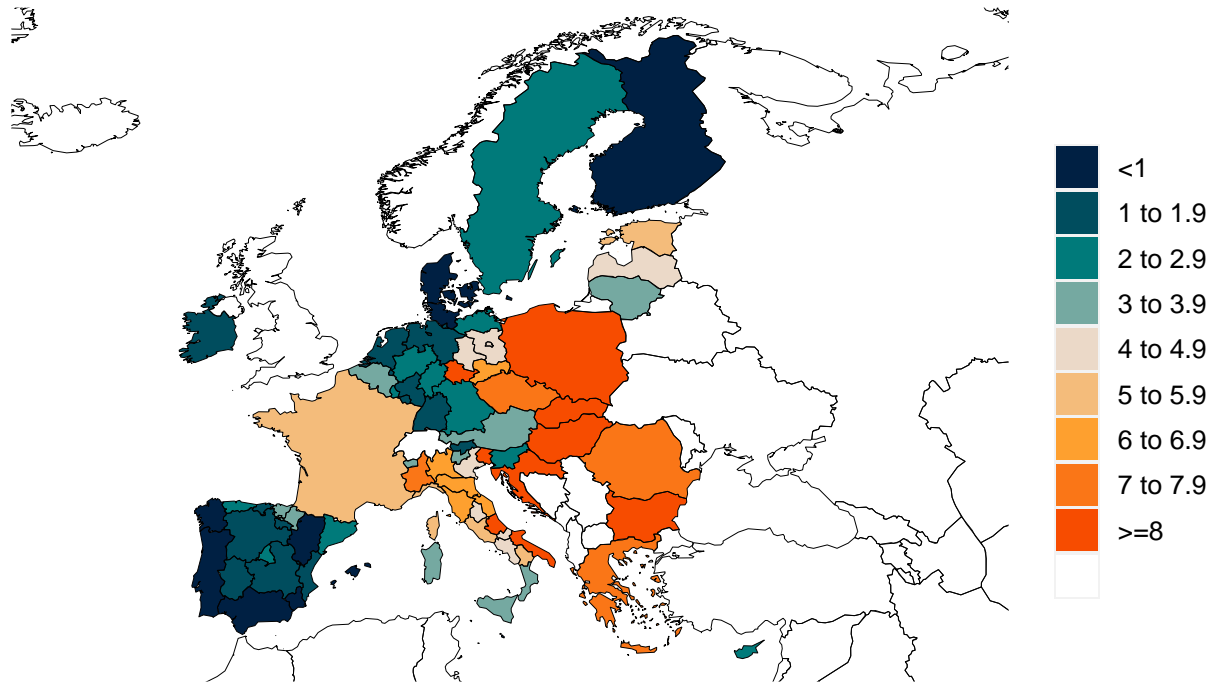 <1
1 to 1.9
2 to 2.9
3 to 3.9
4 to 4.9
5 to 5.9
6 to 6.9
7 to 7.9
>=8